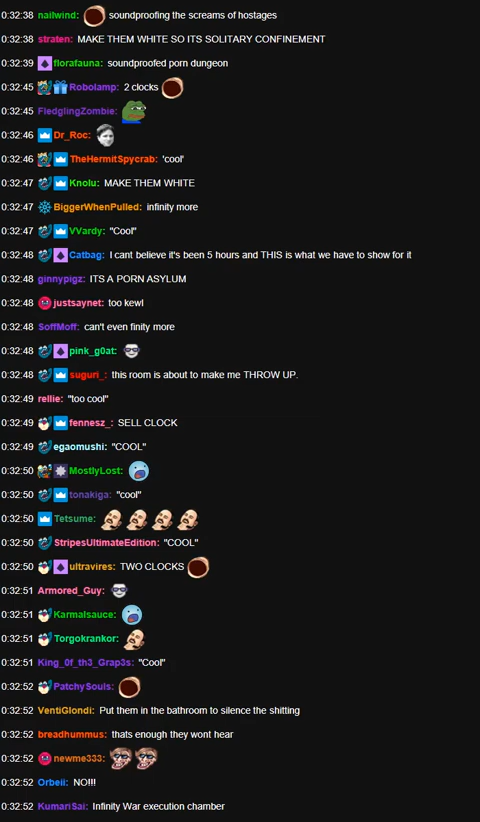 0:32:38 nailwind: soundproofing the screams of hostages
0:32:38 straten: MAKE THEM WHITE SO ITS SOLITARY CONFINEMENT
0:32:39 florafauna: soundproofed porn dungeon
0:32:45 Robolamp: 2 clocks
0:32:45 FledglingZombie:
0:32:46 Dr_Roc:
0:32:46 TheHermitSpycrab: 'cool'
0:32:47 Knolu: MAKE THEM WHITE
0:32:47 BiggerWhenPulled: infinity more
0:32:47 VVardy: "Cool"
0:32:48 Catbag: I cant believe it's been 5 hours and THIS is what we have to show for it
0:32:48 ginnypigz: ITS A PORN ASYLUM
0:32:48 justsaynet: too kewl
0:32:48 SoffMoff: can't even finity more
0:32:48 pink_g0at:
0:32:48 suguri_: this room is about to make me THROW UP.
0:32:49 rellie: "too cool"
0:32:49 fennesz_: SELL CLOCK
0:32:49 egaomushi: "COOL"
0:32:50 MostlyLost:
0:32:50 tonakiga: "cool"
0:32:50 Tetsume:
0:32:50 StripesUltimateEdition: "COOL"
0:32:50 ultravires: TWO CLOCKS
0:32:51 Armored_Guy:
0:32:51 Karmalsauce:
0:32:51 Torgokrankor:
0:32:51 King_0f_th3_Grap3s: "Cool"
0:32:52 PatchySouls:
0:32:52 VentiGlondi: Put them in the bathroom to silence the shitting
0:32:52 breadhummus: thats enough they wont hear
0:32:52 newme333:
0:32:52 Orbeii: NO!!!
0:32:52 KumariSai: Infinity War execution chamber